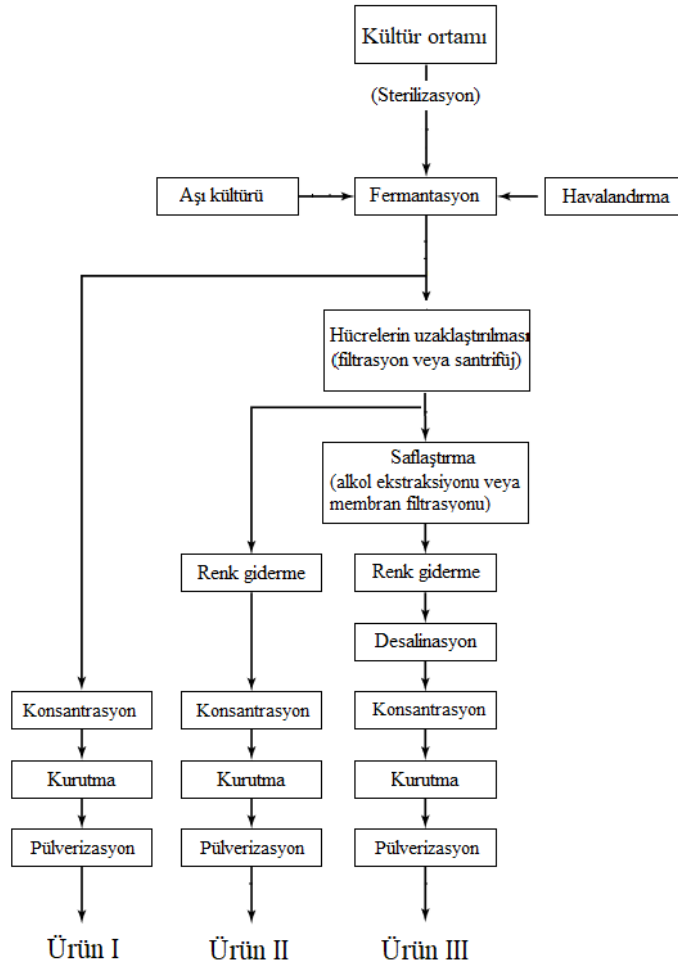 Kültür ortamı
(Sterilizasyon)
Aşı kültürü
Fermantasyon
Havalandırma
Hücrelerin uzaklaştırılması
(filtrasyon veya santrifüj)
Saflaştırma
(alkol ekstraksiyonu veya
membran filtrasyonu)
Renk giderme
Renk giderme
Desalinasyon
Konsantrasyon
Konsantrasyon
Konsantrasyon
Kurutma
Kurutma
Kurutma
Pülverizasyon
Pülverizasyon
Pülverizasyon
Ürün I
Ürün II
Ürün III